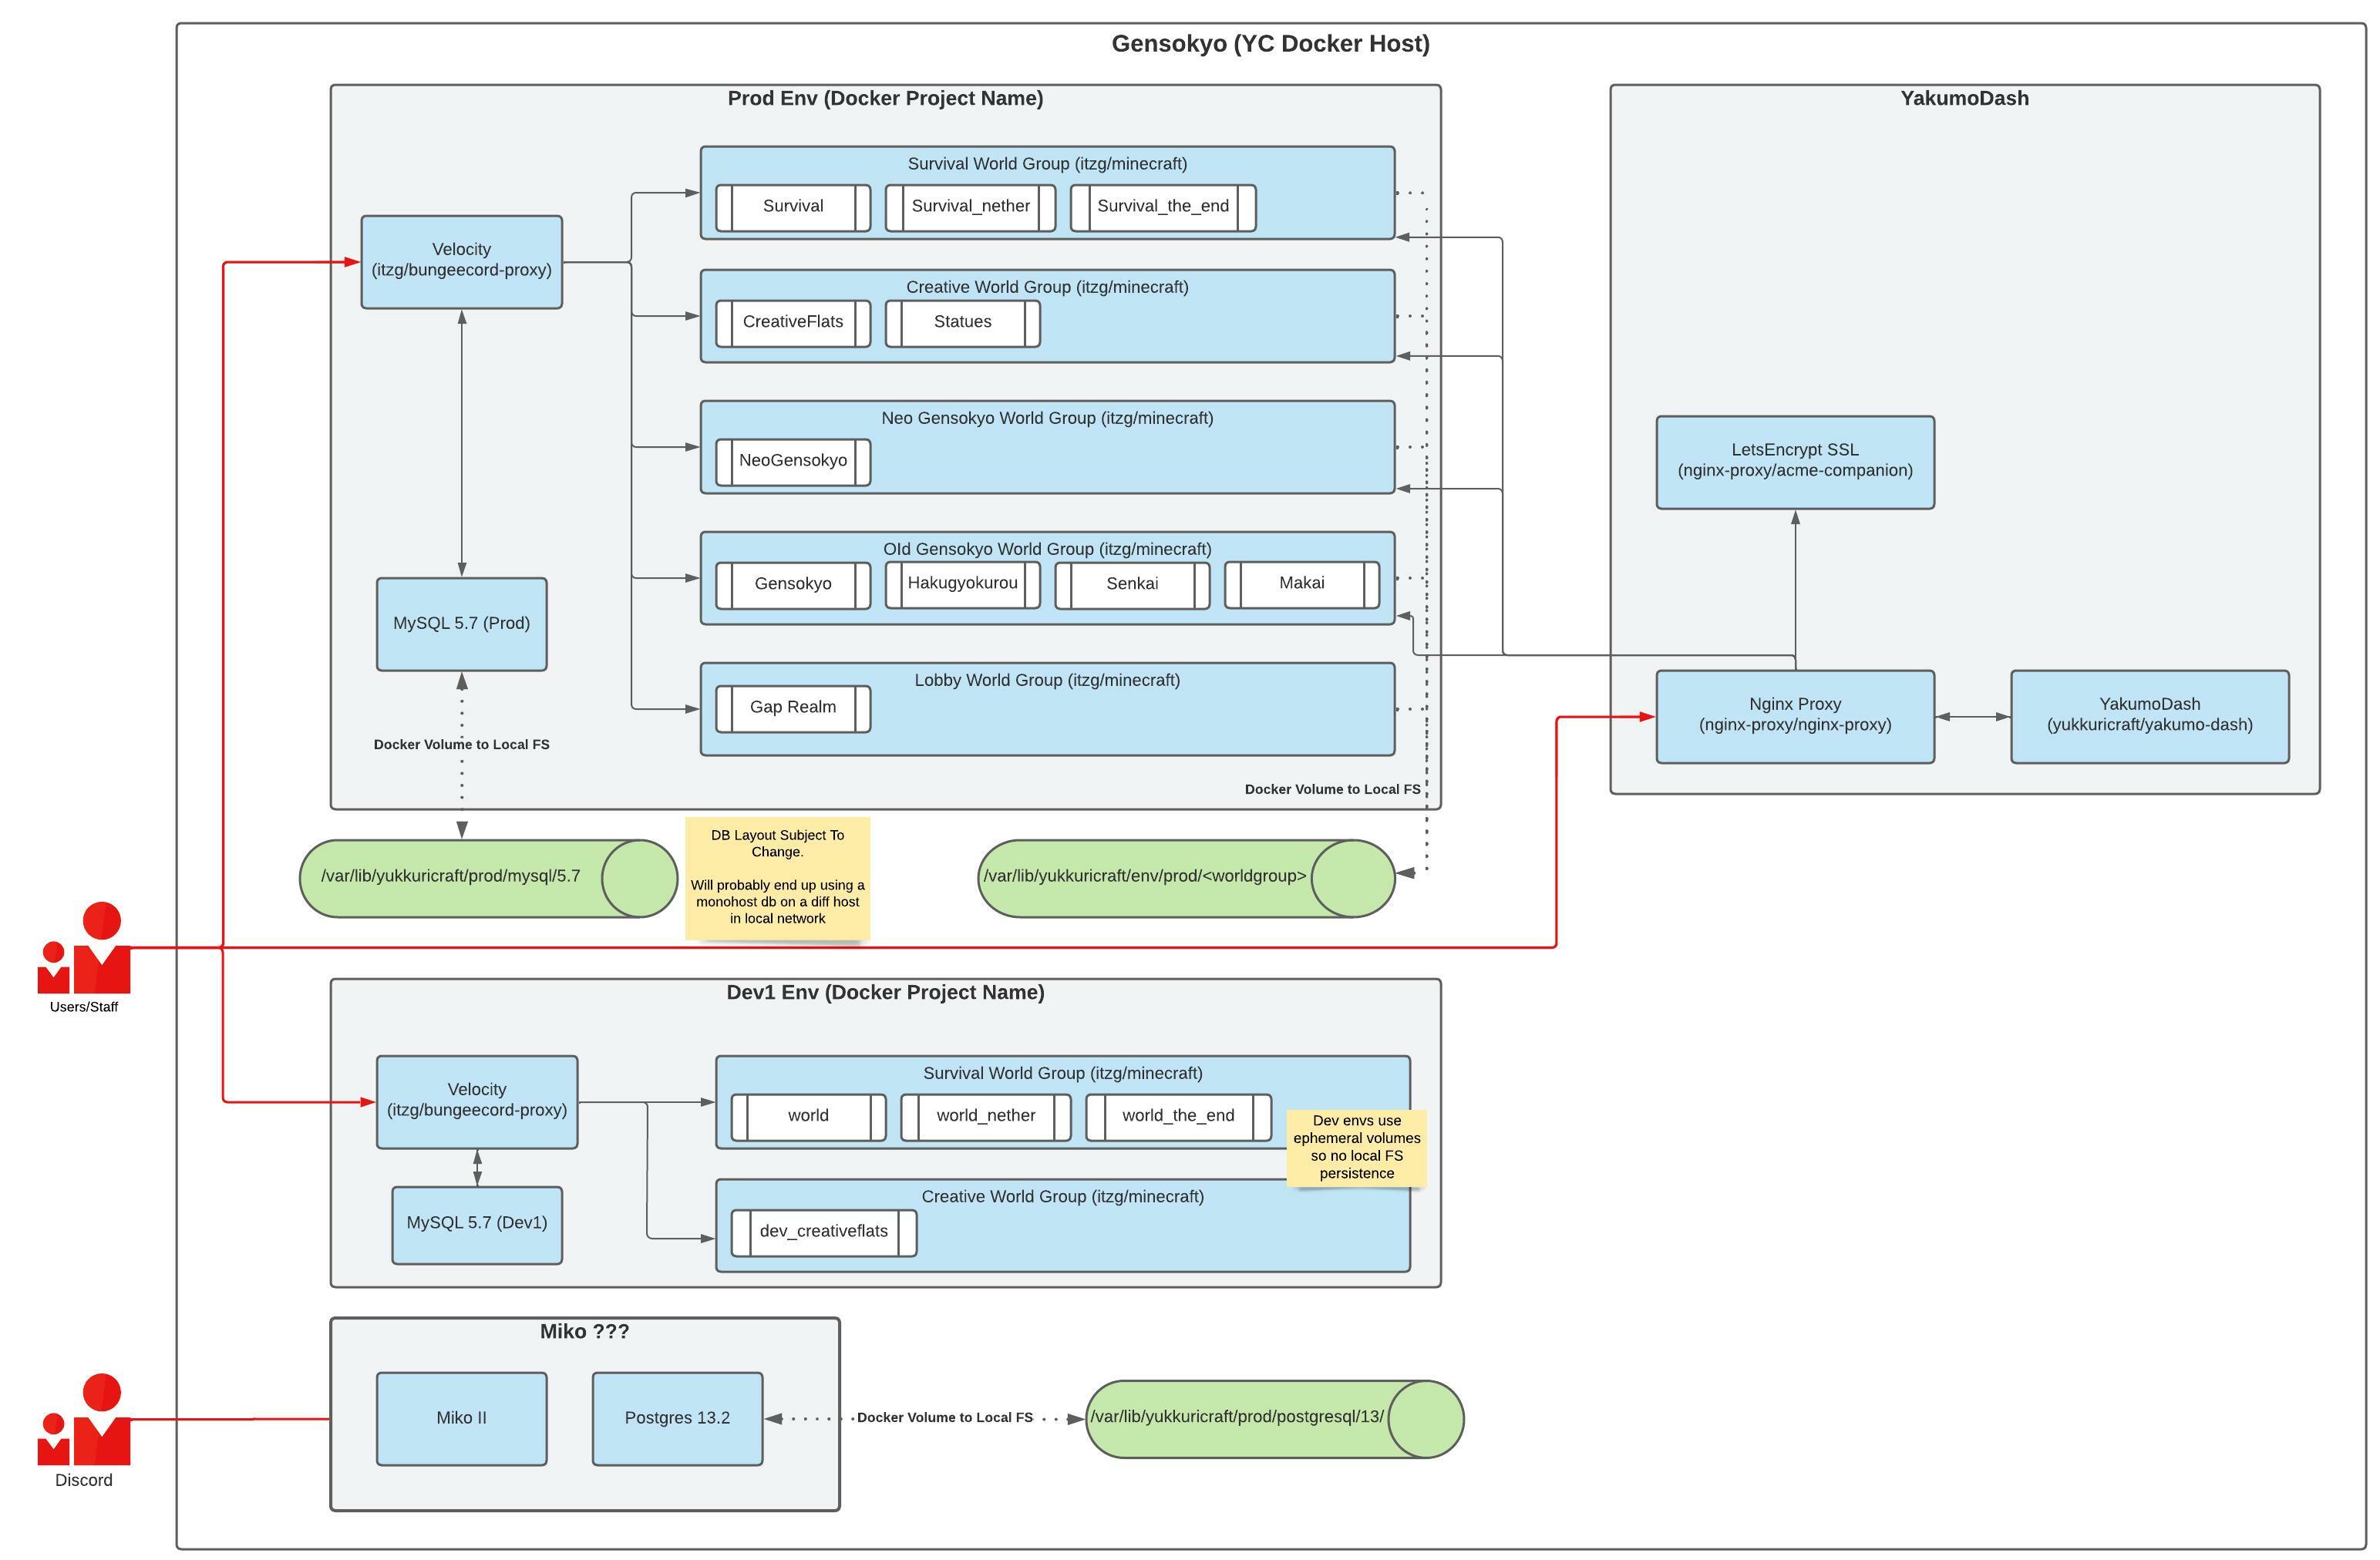 Gensokyo (YC Docker Host)
Prod Env (Docker Project Name)
Survival World Group (itzg/minecraft)
Survival
Survival_nether
Survival_the_end
Velocity
(itzg/bungeecord-proxy)
Creative World Group (itzg/minecraft)
CreativeFlats
Statues
Neo Gensokyo World Group (itzg/minecraft)
NeoGensokyo
Old Gensokyo World Group (itzg/minecraft)
Gensokyo
Hakugyokurou
Senkai
Makai
MySQL 5.7 (Prod)
Lobby World Group (itzg/minecraft)
Gap Realm
Docker Volume to Local FS
Docker Volume to Local FS
YakumoDash
LetsEncrypt SSL
(nginx-proxy/acme-companion)
Nginx Proxy
(nginx-proxy/nginx-proxy)
YakumoDash
(yukkuricraft/yakumo-dash)
/var/lib/yukkuricraft/prod/mysql/5.7
DB Layout Subject To
Change.
Will probably end up using a
monohost db on a diff host
in local network
/var/lib/yukkuricraft/env/prod/<worldgroup>
Users/Staff
Dev1 Env (Docker Project Name)
Velocity
(itzg/bungeecord-proxy)
Survival World Group (itzg/minecraft)
world
world_nether
world_the_end
Dev envs use
ephemeral volumes
so no local FS
persistence
MySQL 5.7 (Dev1)
Creative World Group (itzg/minecraft)
dev_creativeflats
Miko ???
Miko II
Postgres 13.2
Docker Volume to Local FS
/var/lib/yukkuricraft/prod/postgresql/13/
Discord